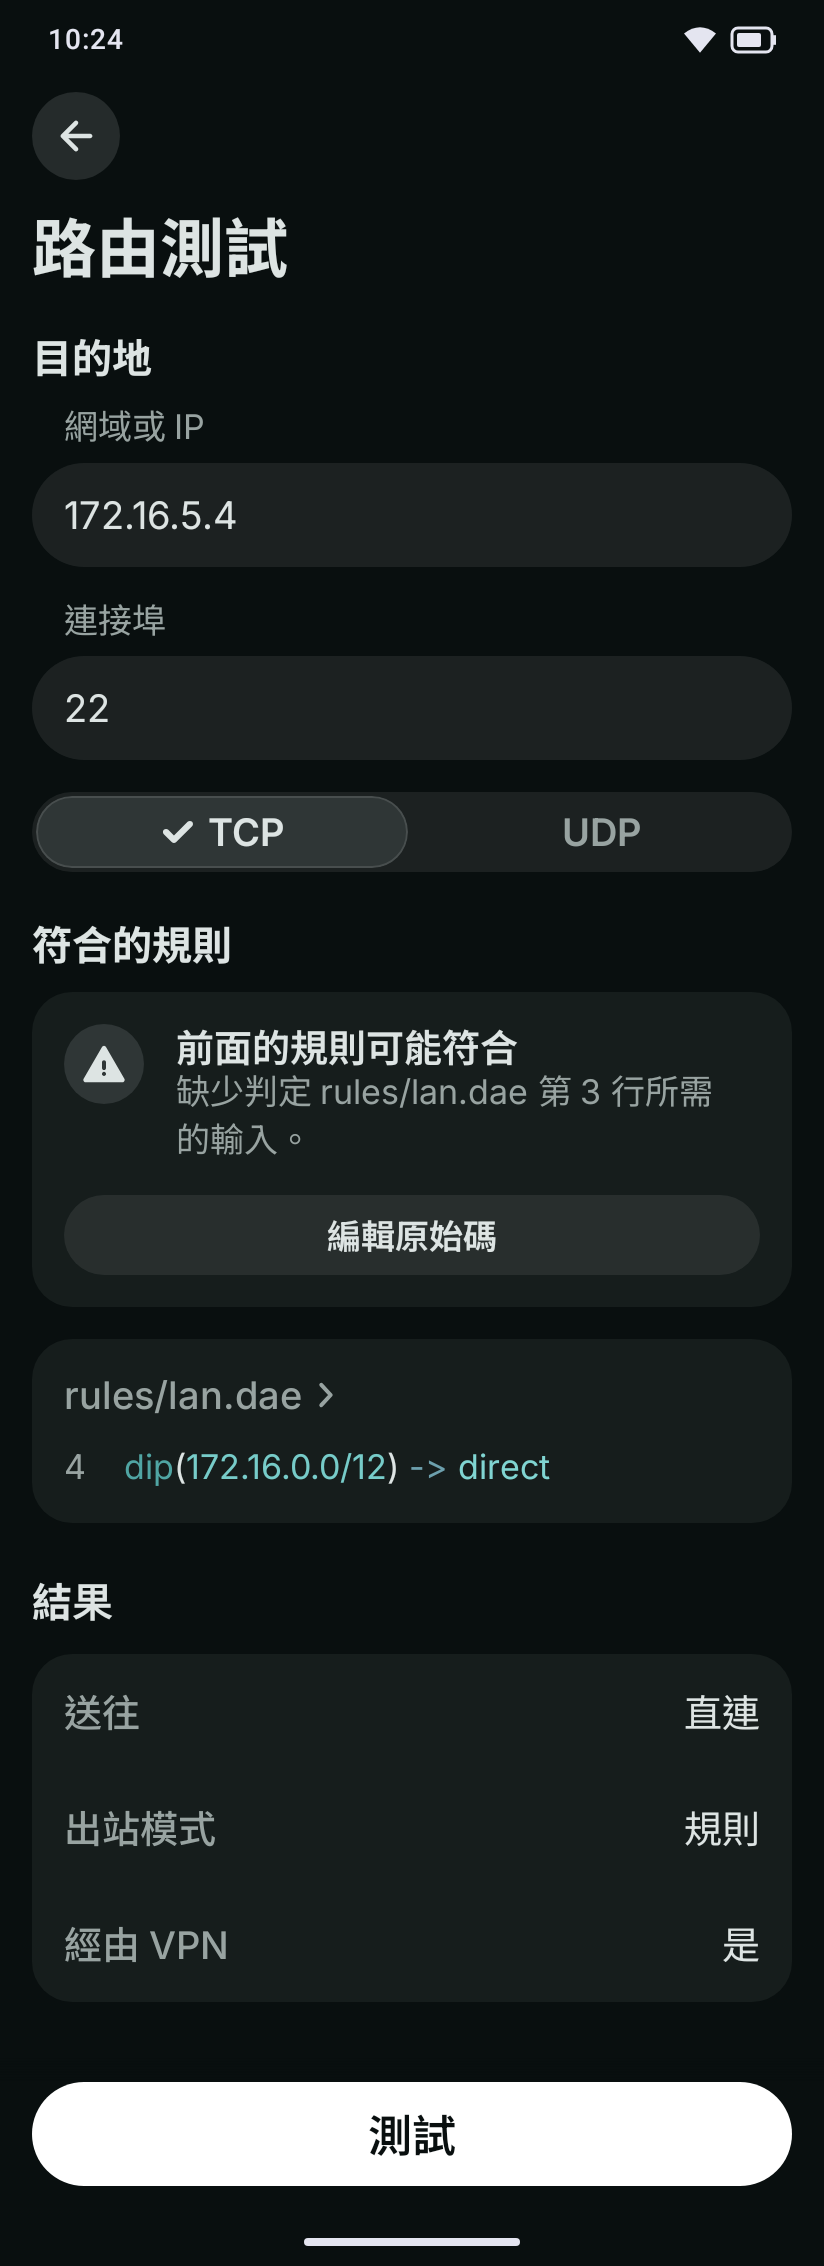 10:24
路由測試
目的地
網域或 IP
172.16.5.4
連接埠
22
TCP
UDP
符合的規則
前面的規則可能符合
缺少判定 rules/lan.dae 第 3 行所需
的輸入。
編輯原始碼
rules/lan.dae
4 dip(172.16.0.0/12) -> direct
結果
送往 直連
出站模式 規則
經由 VPN 是
測試